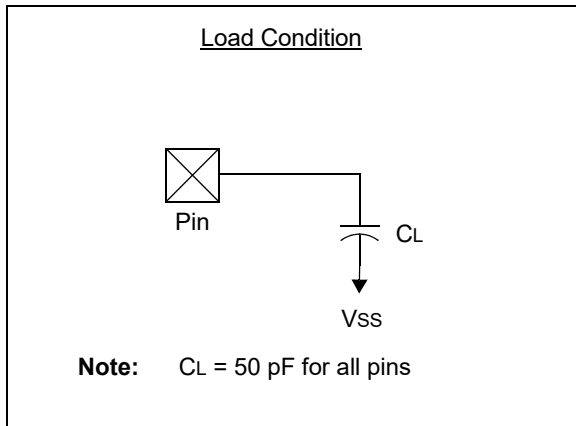 Load Condition
Pin
CL
VSS
Note: CL = 50 pF for all pins